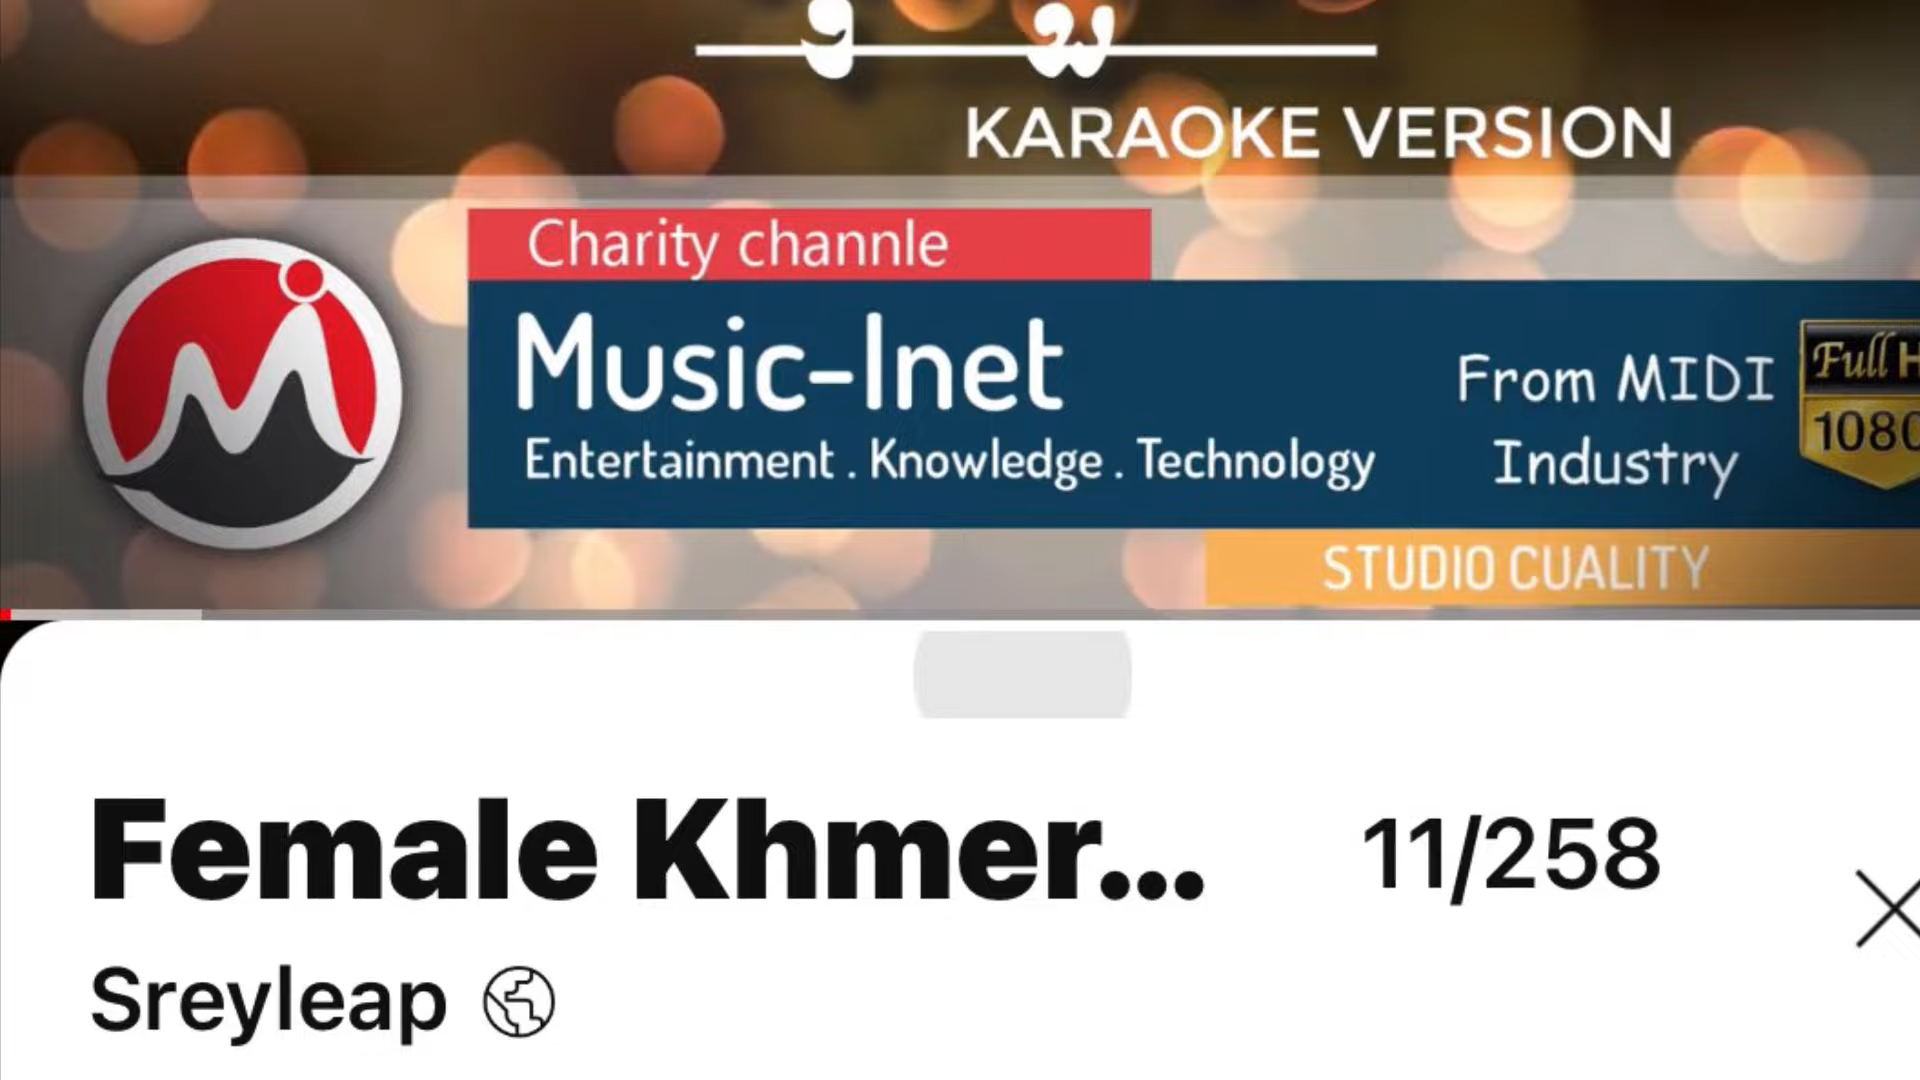 KARAOKE VERSION
Charity channle
Music-Inet
From MIDI
Industry
Entertainment . Knowledge . Technology
Full H
1080
STUDIO CUALITY
Female Khmer...
11/258
Sreyleap